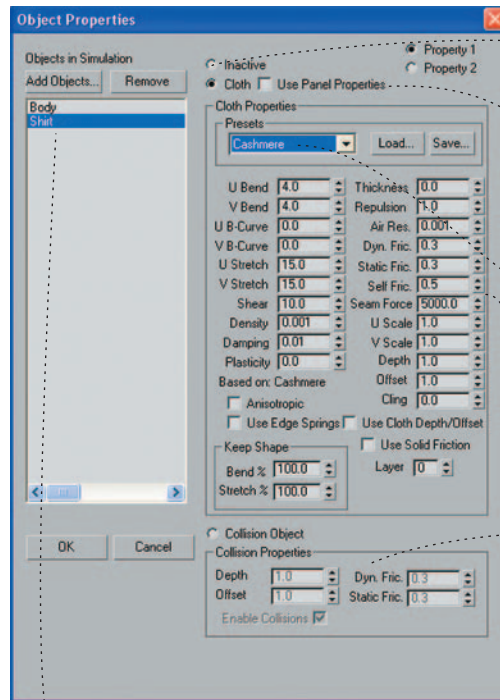 Object Properties
Objects in Simulation
Add Objects... Remove
Body
Shirt
OK Cancel
Inactive
Property 1
Property 2
Cloth Use Panel Properties
Cloth Properties
Presets
Cashmere Load... Save...
U Bend 4.0 Thickness 0.0
V Bend 4.0 Repulsion 1.0
U B-Curve 0.0 Air Res. 0.001
V B-Curve 0.0 Dyn. Fric. 0.3
U Stretch 15.0 Static Fric. 0.3
V Stretch 15.0 Self Fric. 0.5
Shear 10.0 Seam Force 5000.0
Density 0.001 U Scale 1.0
Damping 0.01 V Scale 1.0
Plasticity 0.0 Depth 1.0
Based on: Cashmere Offset 1.0
Anisotropic Cling 0.0
Use Edge Springs Use Cloth Depth/Offset
Keep Shape Use Solid Friction
Bend % 100.0 Layer 0
Stretch % 100.0
Collision Object
Collision Properties
Depth 1.0 Dyn. Fric. 0.3
Offset 1.0 Static Fric. 0.3
Enable Collisions